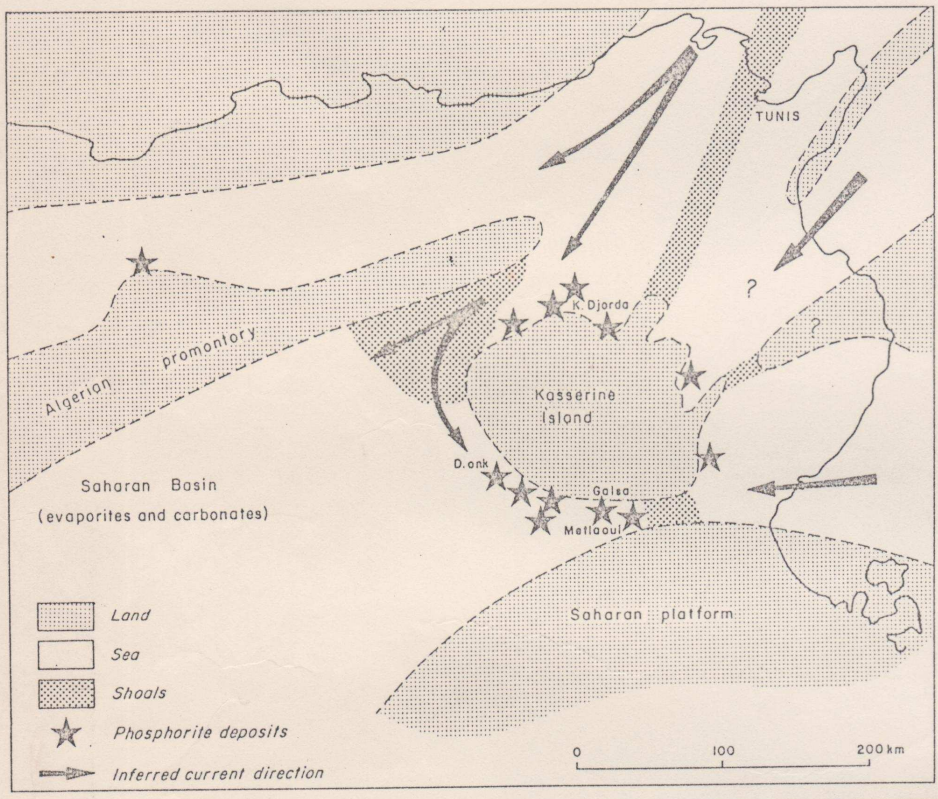 TUNIS
?
?
K. Djorda
Algerian promontory
Kasserine
Island
D. onk
Galsa
Metlaoui
Saharan Basin
(evaporites and carbonates)
Saharan platform
Land
Sea
Shoals
Phosphorite deposits
Inferred current direction
0 100 200 km